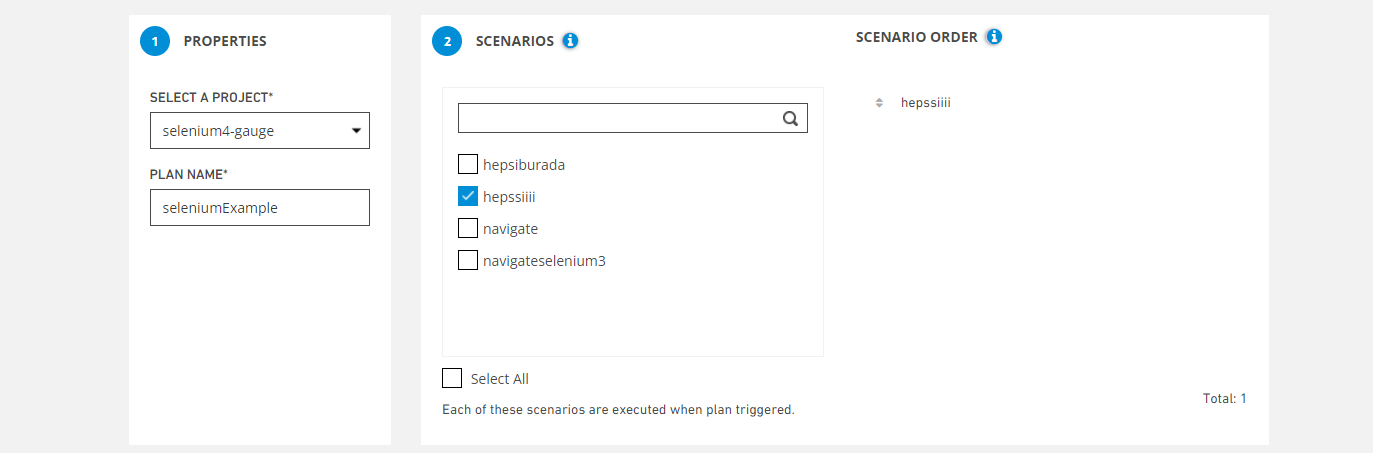 1 PROPERTIES
SELECT A PROJECT*
selenium4-gauge
PLAN NAME*
seleniumExample
2 SCENARIOS
hepsiburada
hepssiiii
navigate
navigateselenium3
Select All
Each of these scenarios are executed when plan triggered.
SCENARIO ORDER
hepssiiii
Total: 1